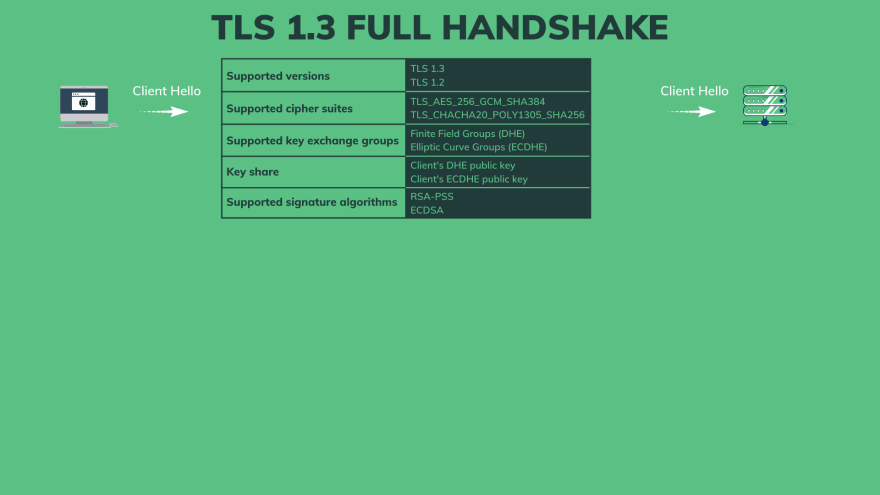 TLS 1.3 FULL HANDSHAKE
Client Hello
Supported versions
TLS 1.3
TLS 1.2
Supported cipher suites
TLS_AES_256_GCM_SHA384
TLS_CHACHA20_POLY1305_SHA256
Supported key exchange groups
Finite Field Groups (DHE)
Elliptic Curve Groups (ECDHE)
Key share
Client's DHE public key
Client's ECDHE public key
Supported signature algorithms
RSA-PSS
ECDSA
Client Hello